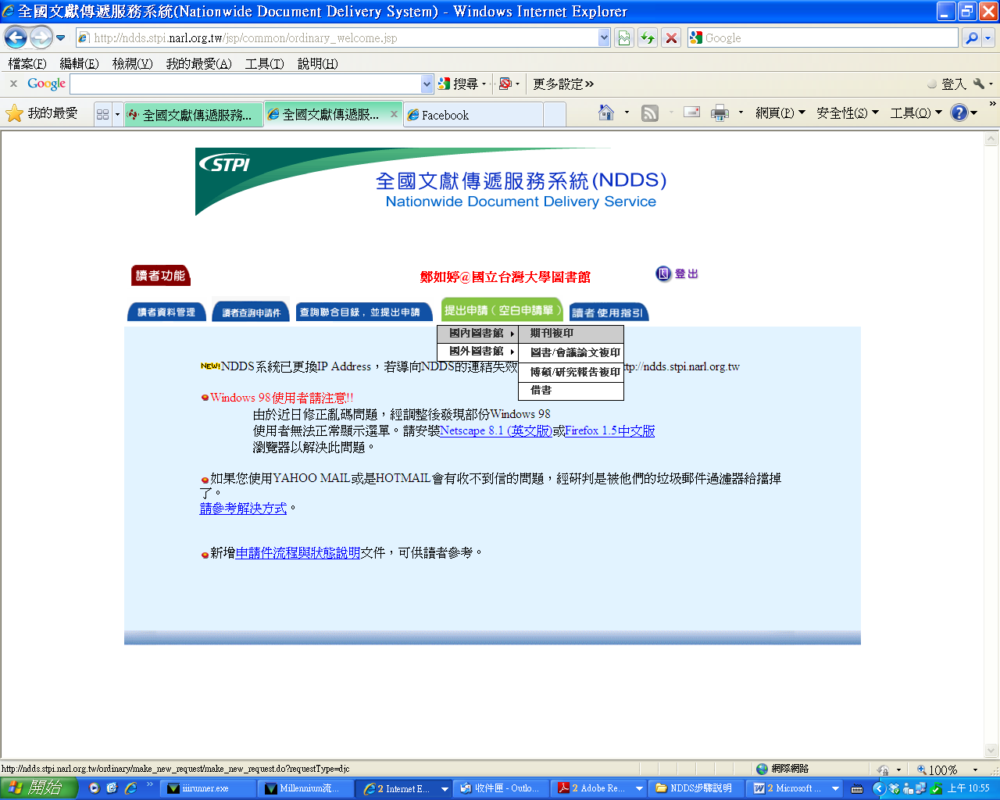 全國文獻傳遞服務系統(Nationwide Document Delivery System) - Windows Internet Explorer
http://ndds.stpi.narl.org.tw/jsp/common/ordinary_welcome.jsp
Google
檔案(F) 編輯(E) 檢視(V) 我的最愛(A) 工具(T) 說明(H)
Google 搜尋 更多設定 » 登入
我的最愛 全國文獻傳遞服務... 全國文獻傳遞服... Facebook 網頁(P) 安全性(S) 工具(O) »
STPI
全國文獻傳遞服務系統(NDDS)
Nationwide Document Delivery Service
讀者功能 鄭如婷@國立台灣大學圖書館 登出
讀者資料管理 讀者查詢申請件 查詢聯合目錄，並提出申請 提出申請（空白申請單） 讀者使用指引
國內圖書館 期刊複印
國外圖書館 圖書/會議論文複印
博碩/研究報告複印
借書
NEW!NDDS系統已更換IP Address，若導向NDDS的連結失效 ttp://ndds.stpi.narl.org.tw
Windows 98使用者請注意!!
由於近日修正亂碼問題，經調整後發現部份Windows 98
使用者無法正常顯示選單。請安裝Netscape 8.1 (英文版)或Firefox 1.5中文版
瀏覽器以解決此問題。
如果您使用YAHOO MAIL或是HOTMAIL會有收不到信的問題，經研判是被他們的垃圾郵件過濾器給擋掉
了。
請參考解決方式。
新增申請件流程與狀態說明文件，可供讀者參考。
http://ndds.stpi.narl.org.tw/ordinary/make_new_request/make_new_request.do?requestType=djc 網際網路 100%
開始 » iiirunner.exe Millennium流... 2 Internet E... 收件匣 - Outlo... 2 Adobe Re... NDDS步驟說明 2 Microsoft ... 上午 10:55